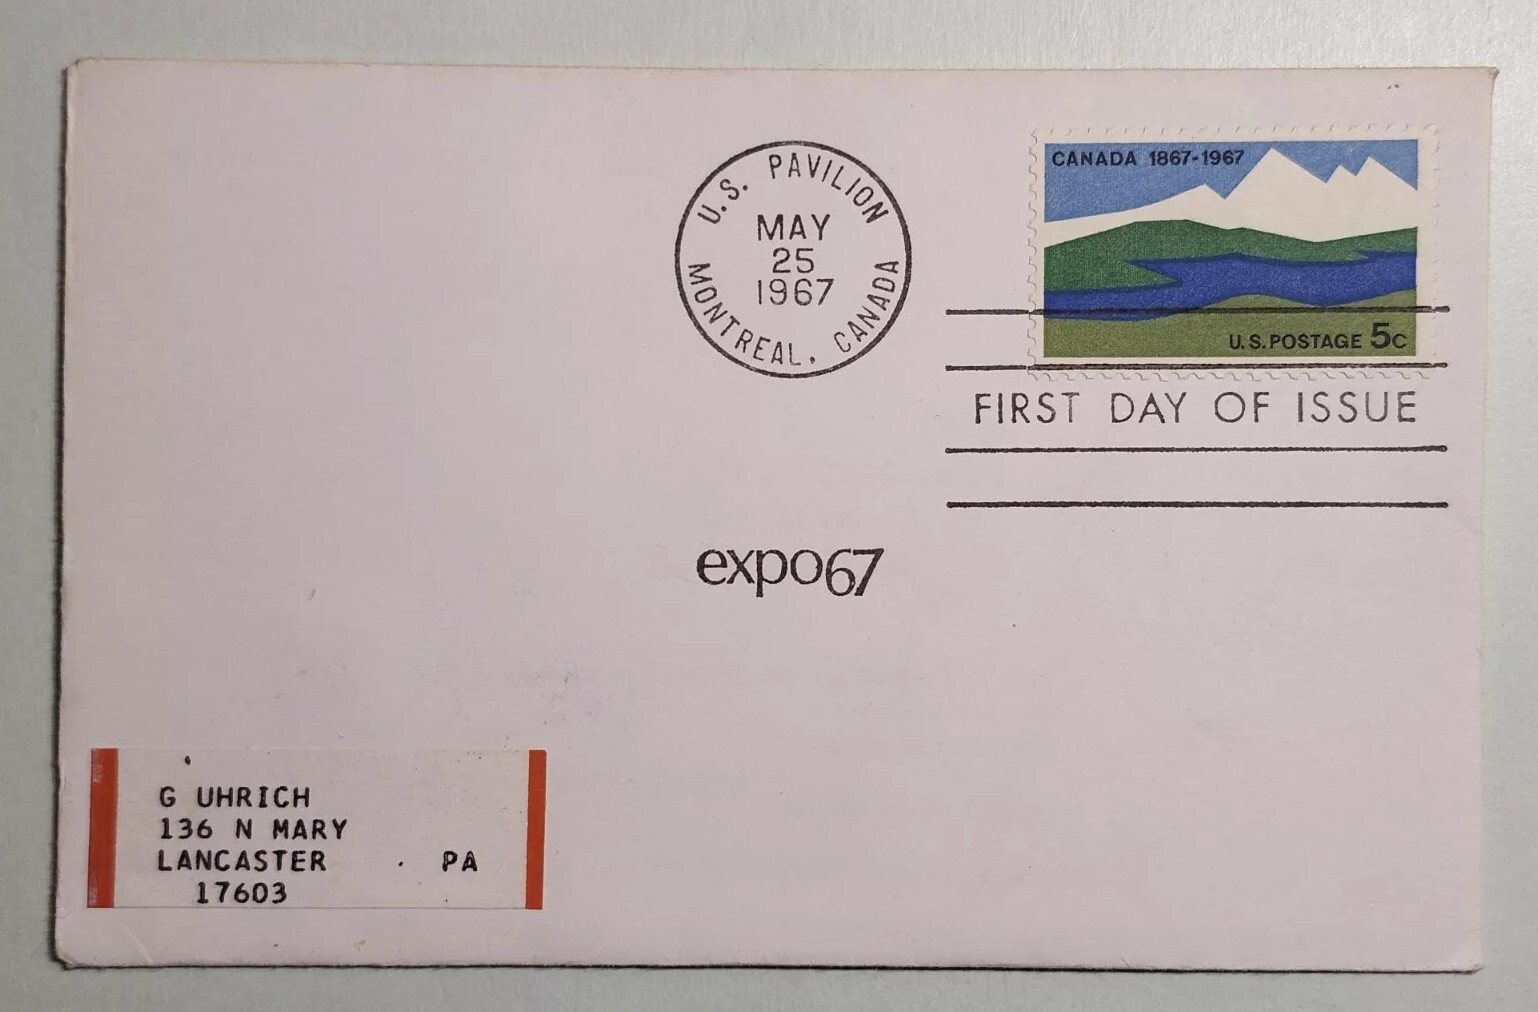 U.S. PAVILION
MAY
25
1967
MONTREAL, CANADA
CANADA 1867-1967
U.S. POSTAGE 5c
FIRST DAY OF ISSUE
expo67
G UHRICH
136 N MARY
LANCASTER . PA
17603